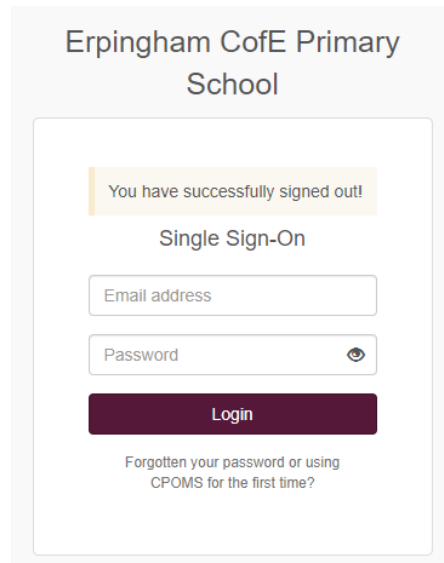 Erpingham CofE Primary
School
You have successfully signed out!
Single Sign-On
Email address
Password
Login
Forgotten your password or using
CPOMS for the first time?